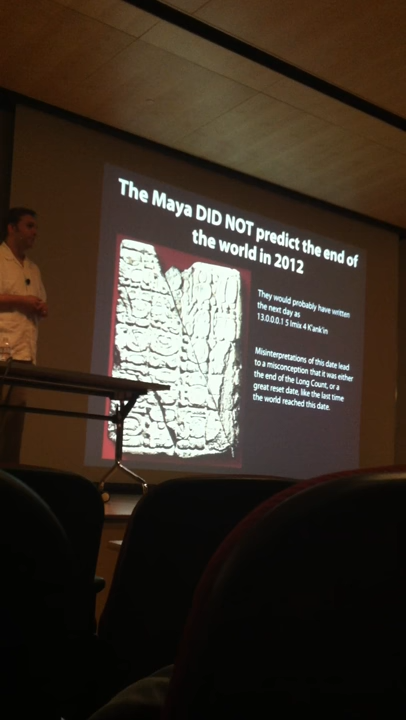 The Maya DID NOT predict the end of
the world in 2012
They would probably have written
the next day as
13.0.0.0.1 5 Imix 4 K'ank'in
Misinterpretations of this date lead
to a misconception that it was either
the end of the Long Count, or a
great reset date, like the last time
the world reached this date.